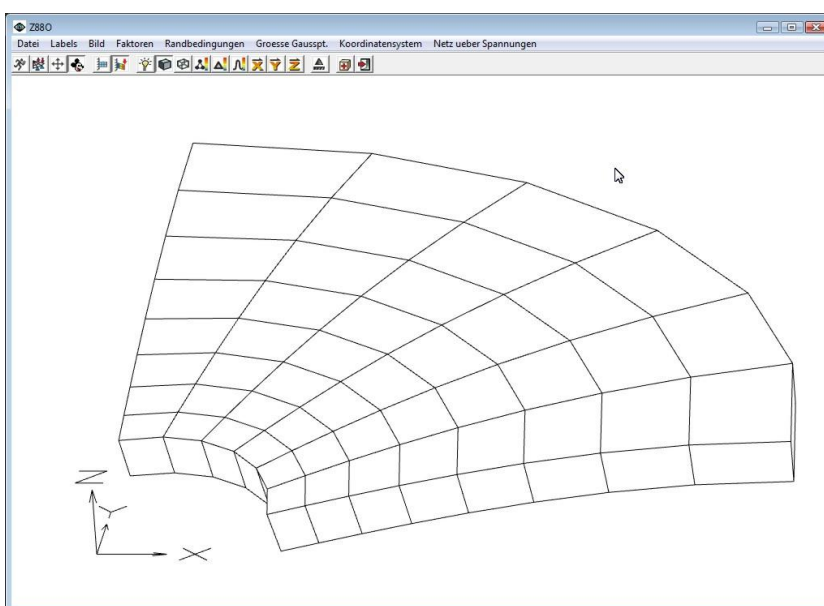 Z88O
Datei Labels Bild Faktoren Randbedingungen Groesse Gausspt. Koordinatensystem Netz ueber Spannungen
X Y Z
Z
Y
X